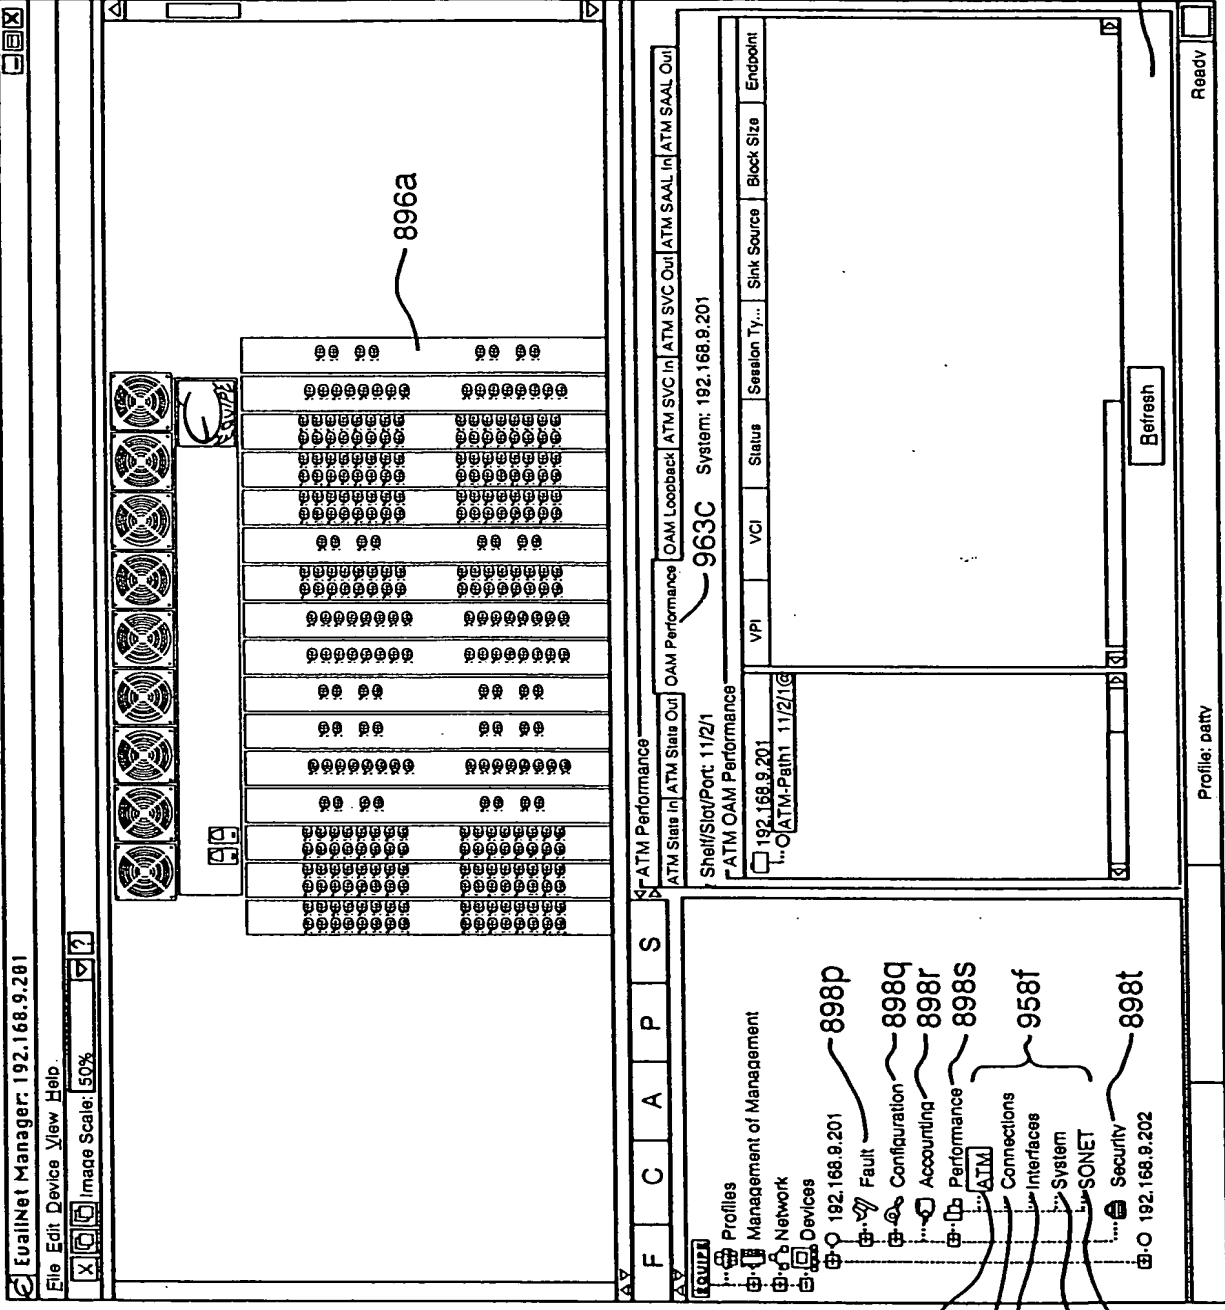 EualiNet Manager: 192.168.9.201
File Edit Device View Help
X Image Scale: 50% ?
896a
F C A P S
EQUIPE
Profiles
Management of Management
Network
Devices
192.168.9.201
898p
Fault
Configuration
898q
Accounting
898r
Performance
898s
ATM
Connections
Interfaces
958f
System
SONET
Security
898t
192.168.9.202
ATM Performance
ATM Stats In ATM Stats Out OAM Performance OAM Loopback ATM SVC In ATM SVC Out ATM SAAL In ATM SAAL Out
963C
Shelf/Slot/Port: 11/2/1 System: 192.168.9.201
ATM OAM Performance
192.168.9.201
ATM-Path1 11/2/1@
VPI VCI Status Session Ty... Sink Source Block Size Endpoint
Refresh
Profile: patty
Ready